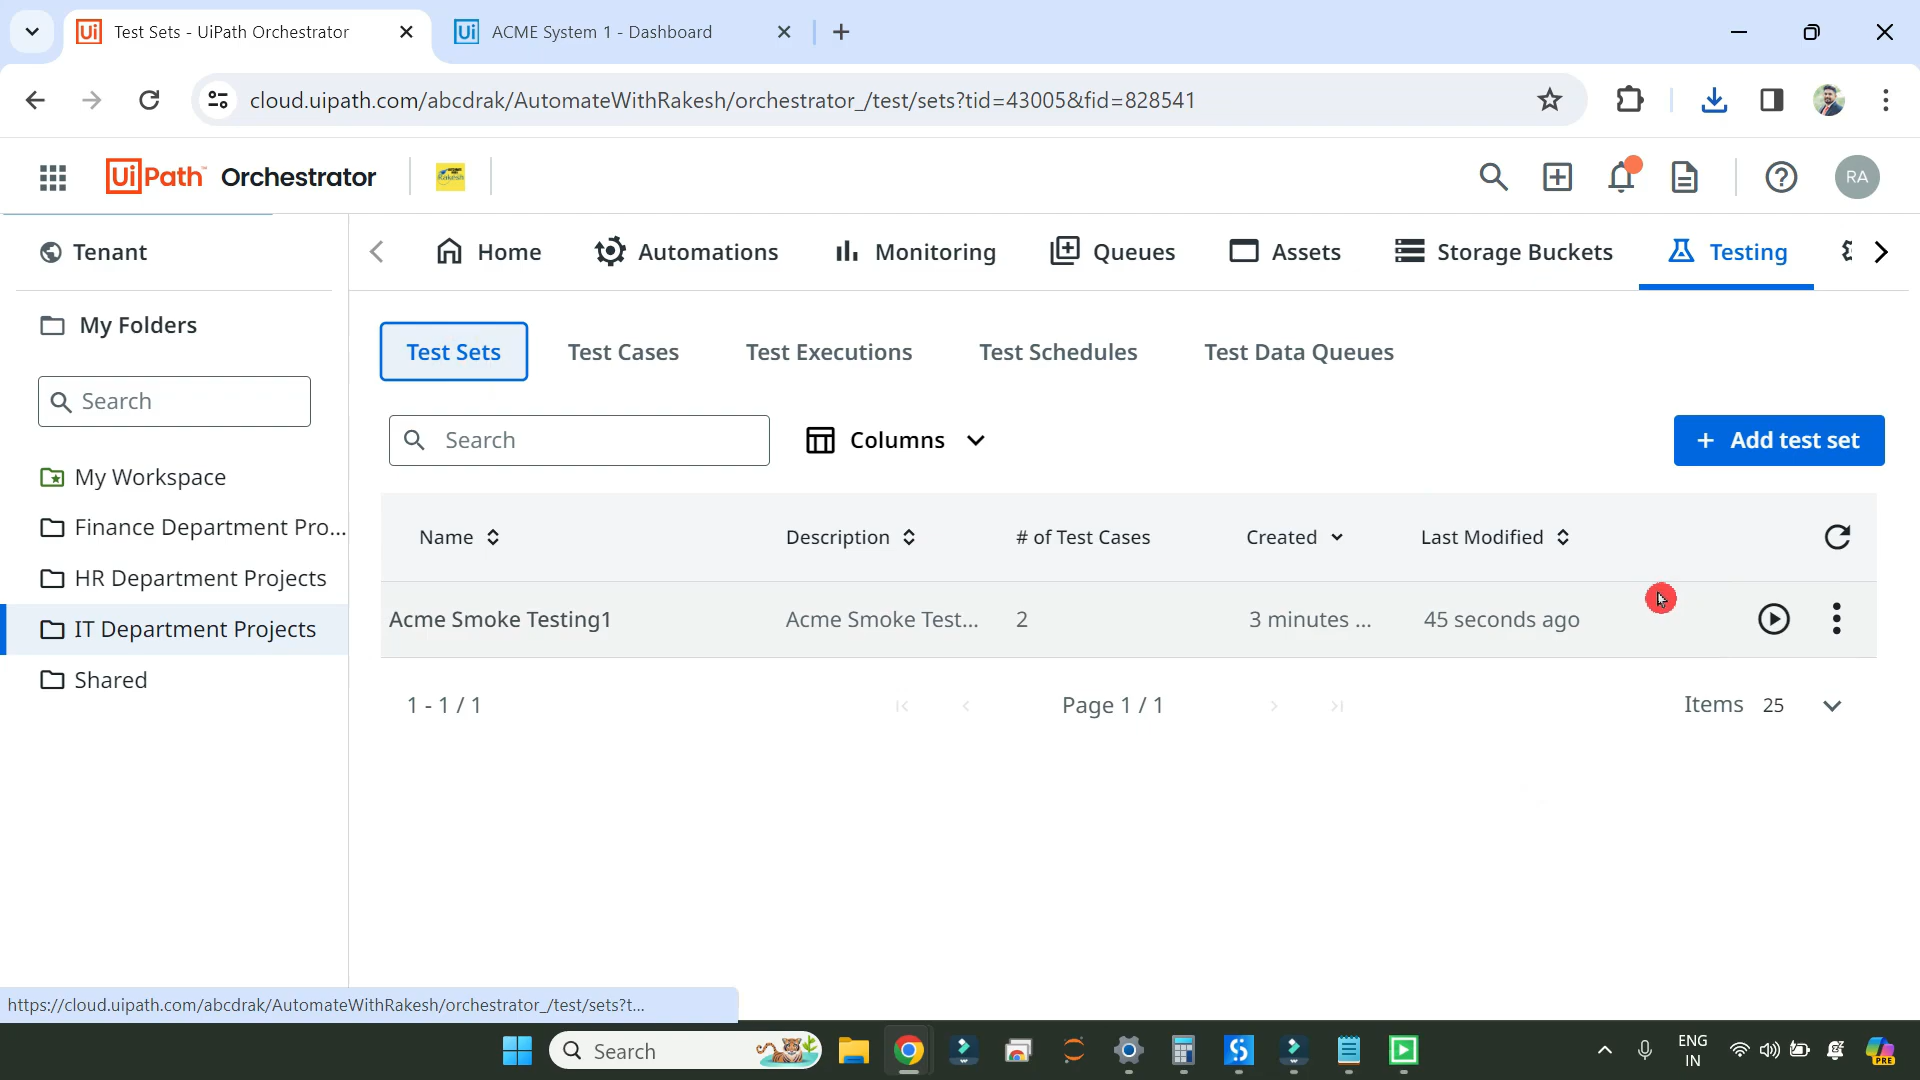 Test Sets - UiPath Orchestrator
ACME System 1 - Dashboard
cloud.uipath.com/abcdrak/AutomateWithRakesh/orchestrator_/test/sets?tid=43005&fid=828541
UiPath™ Orchestrator
RA
Tenant
Home
Automations
Monitoring
Queues
Assets
Storage Buckets
Testing
My Folders
Search
My Workspace
Finance Department Pro...
HR Department Projects
IT Department Projects
Shared
Test Sets
Test Cases
Test Executions
Test Schedules
Test Data Queues
Search
Columns
+ Add test set
Name
Description
# of Test Cases
Created
Last Modified
Acme Smoke Testing1
Acme Smoke Test...
2
3 minutes ...
45 seconds ago
1 - 1 / 1
Page 1 / 1
Items 25
https://cloud.uipath.com/abcdrak/AutomateWithRakesh/orchestrator_/test/sets?t...
Search
ENG
IN
PRE